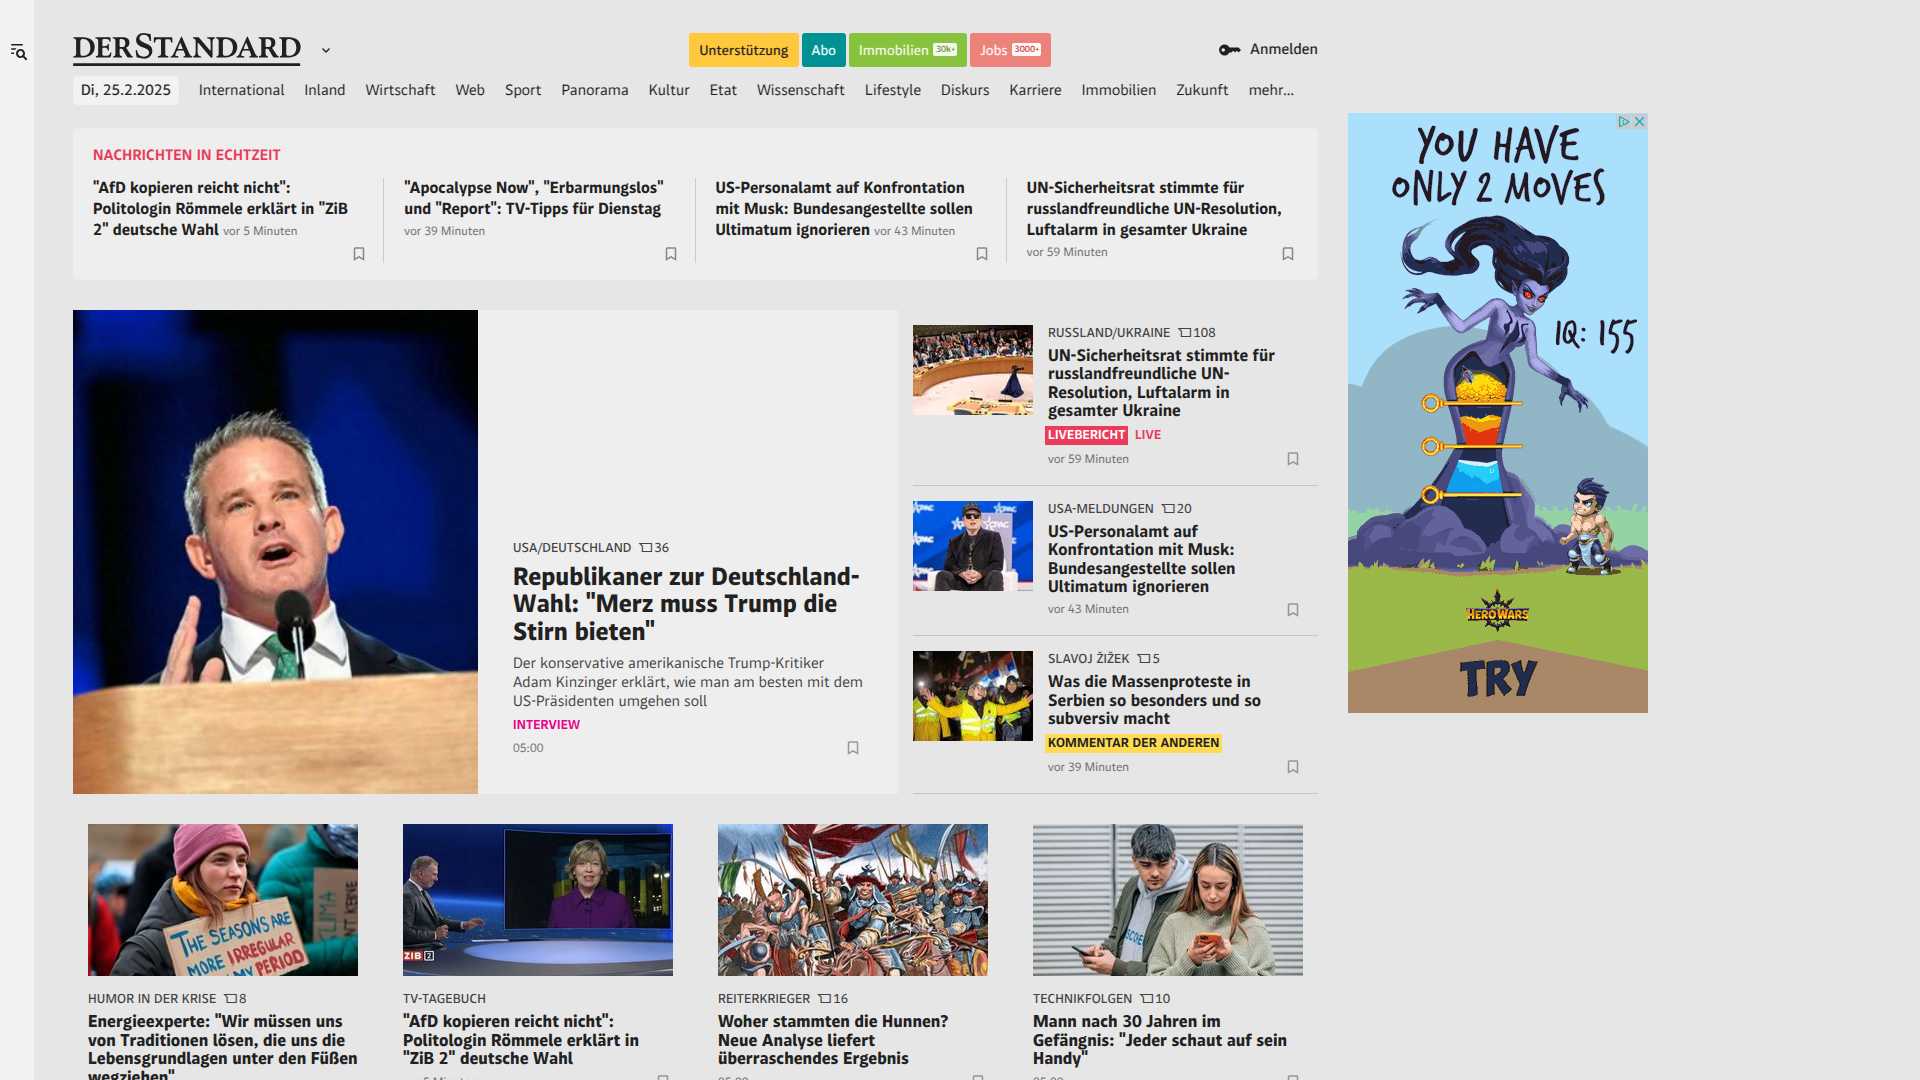 DERSTANDARD
Unterstützung
Abo
Immobilien 30k+
Jobs 3000+
Anmelden
Di, 25.2.2025 International Inland Wirtschaft Web Sport Panorama Kultur Etat Wissenschaft Lifestyle Diskurs Karriere Immobilien Zukunft mehr...
NACHRICHTEN IN ECHTZEIT
"AfD kopieren reicht nicht":
Politologin Römmele erklärt in "ZiB
2" deutsche Wahl vor 5 Minuten
"Apocalypse Now", "Erbarmungslos"
und "Report": TV-Tipps für Dienstag
vor 39 Minuten
US-Personalamt auf Konfrontation
mit Musk: Bundesangestellte sollen
Ultimatum ignorieren vor 43 Minuten
UN-Sicherheitsrat stimmte für
russlandfreundliche UN-Resolution,
Luftalarm in gesamter Ukraine
vor 59 Minuten
USA/DEUTSCHLAND 36
Republikaner zur Deutschland-
Wahl: "Merz muss Trump die
Stirn bieten"
Der konservative amerikanische Trump-Kritiker
Adam Kinzinger erklärt, wie man am besten mit dem
US-Präsidenten umgehen soll
INTERVIEW
05:00
RUSSLAND/UKRAINE 108
UN-Sicherheitsrat stimmte für
russlandfreundliche UN-
Resolution, Luftalarm in
gesamter Ukraine
LIVEBERICHT LIVE
vor 59 Minuten
USA-MELDUNGEN 20
US-Personalamt auf
Konfrontation mit Musk:
Bundesangestellte sollen
Ultimatum ignorieren
vor 43 Minuten
SLAVOJ ŽIŽEK 5
Was die Massenproteste in
Serbien so besonders und so
subversiv macht
KOMMENTAR DER ANDEREN
vor 39 Minuten
YOU HAVE
ONLY 2 MOVES
IQ: 155
HERO WARS
TRY
THE SEASONS ARE
MORE IRREGULAR
MY PERIOD
HUMOR IN DER KRISE 8
Energieexperte: "Wir müssen uns
von Traditionen lösen, die uns die
Lebensgrundlagen unter den Füßen
wegziehen"
ZIB 2
TV-TAGEBUCH
"AfD kopieren reicht nicht":
Politologin Römmele erklärt in
"ZiB 2" deutsche Wahl
REITERKRIEGER 16
Woher stammten die Hunnen?
Neue Analyse liefert
überraschendes Ergebnis
TECHNIKFOLGEN 10
Mann nach 30 Jahren im
Gefängnis: "Jeder schaut auf sein
Handy"